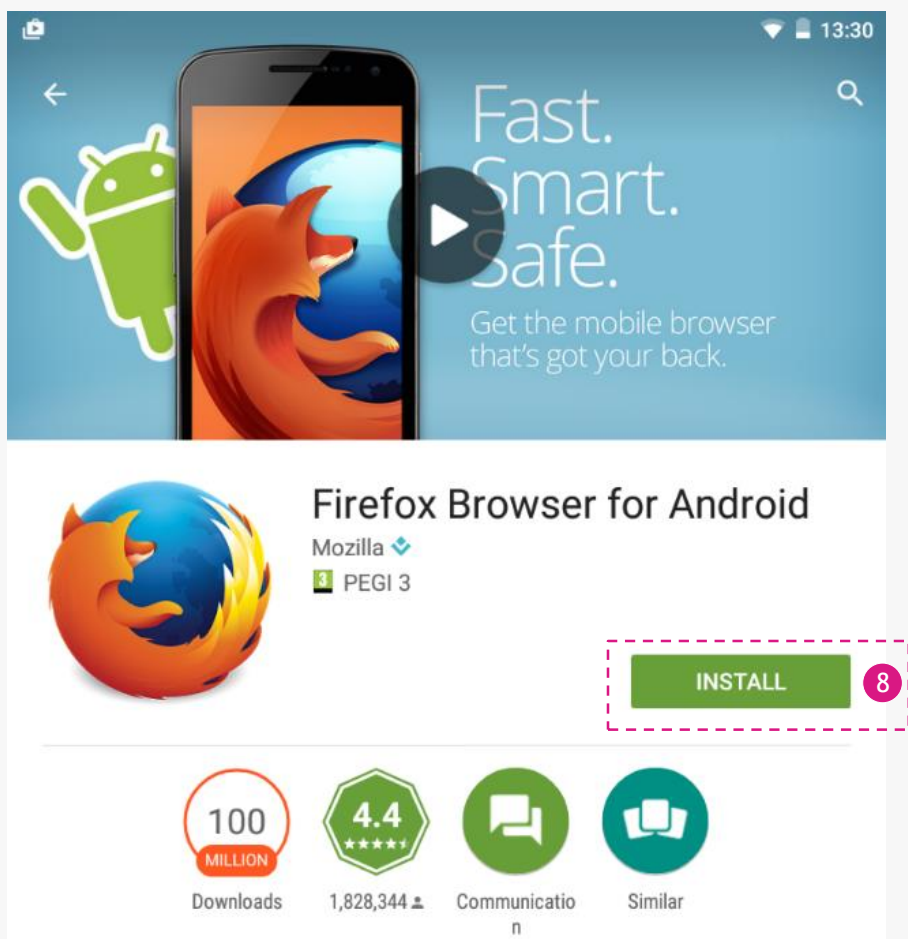 13:30
Fast.
Smart.
Safe.
Get the mobile browser
that's got your back.
Firefox Browser for Android
Mozilla
3 PEGI 3
INSTALL
8
100
MILLION
Downloads
4.4
1,828,344
Communicatio
n
Similar